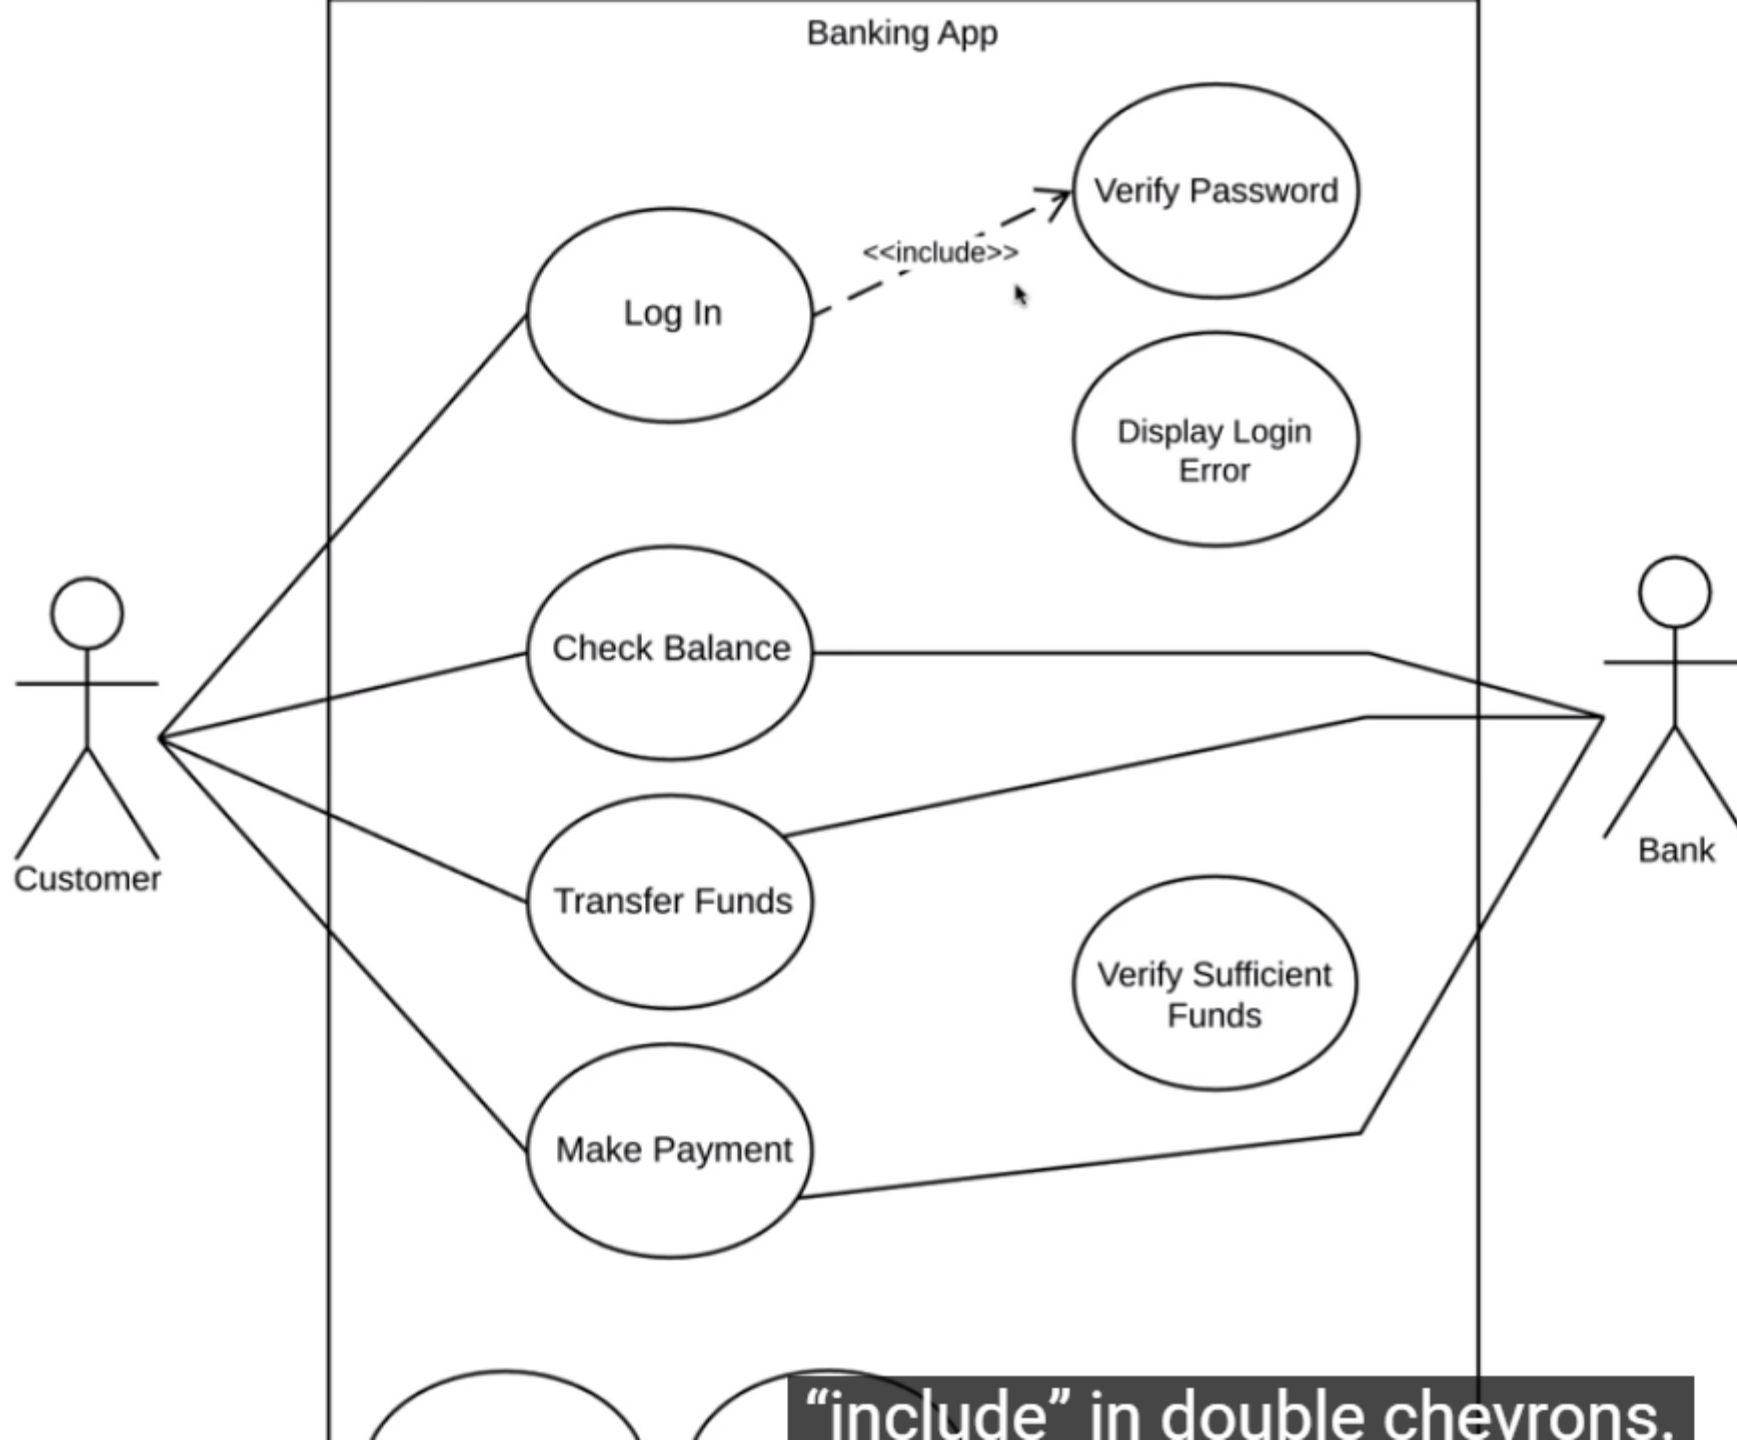 Banking App
Verify Password
<<include>>
Log In
Display Login
Error
Check Balance
Customer
Bank
Transfer Funds
Verify Sufficient
Funds
Make Payment
“include” in double chevrons.